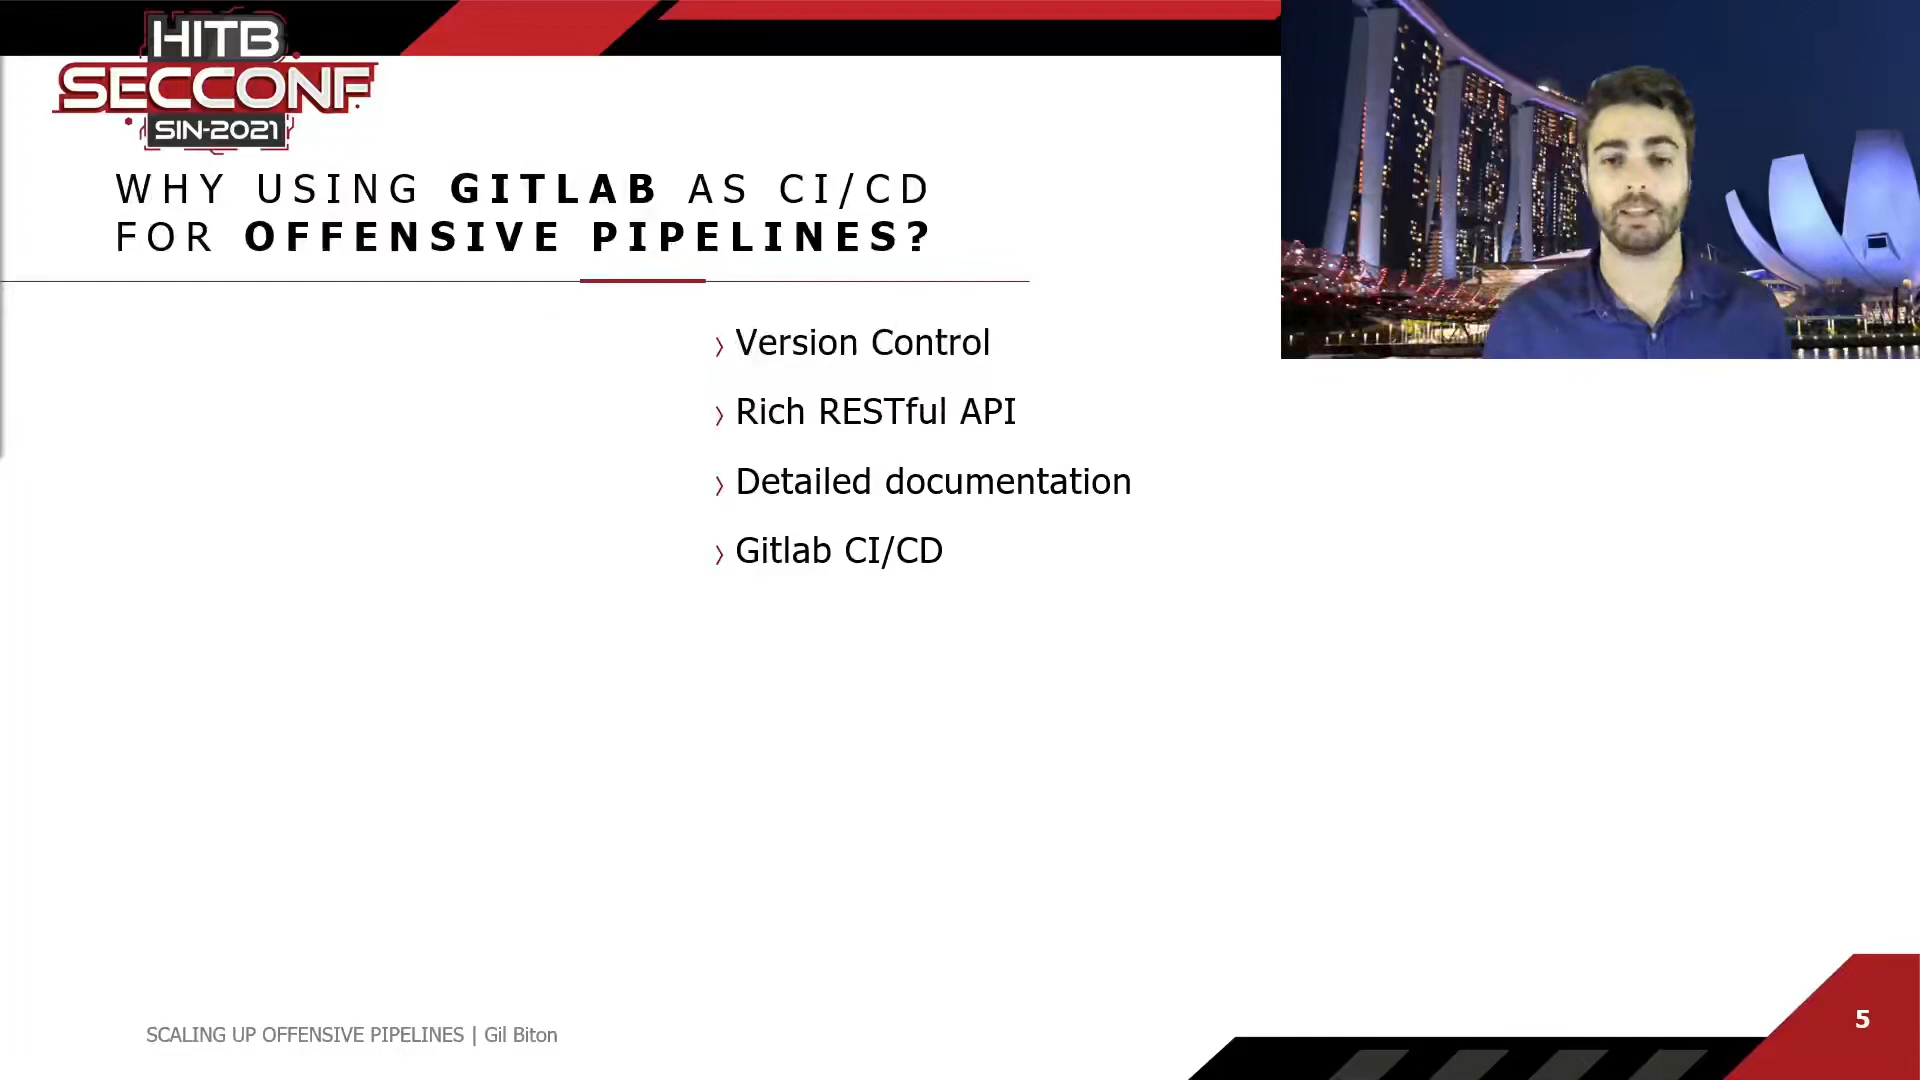 HITB
SECCONF
SIN-2021
WHY USING GITLAB AS CI/CD
FOR OFFENSIVE PIPELINES?
Version Control
Rich RESTful API
Detailed documentation
Gitlab CI/CD
SCALING UP OFFENSIVE PIPELINES | Gil Biton
5